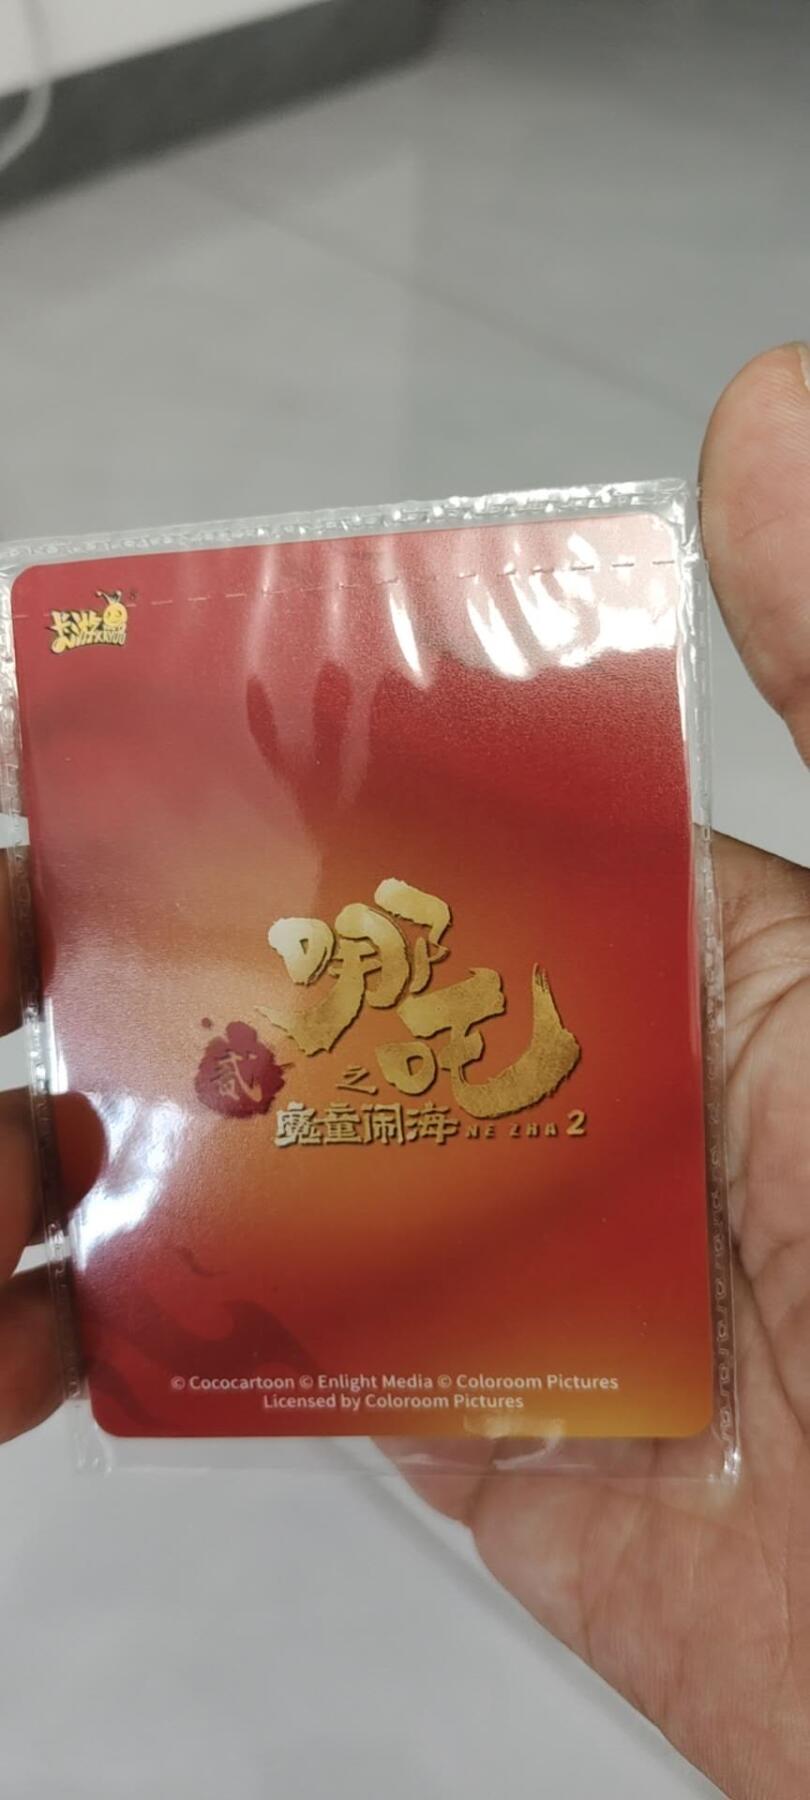 卡游 KAYOU ®
哪吒
贰
之
魔童闹海 NE ZHA 2
© Cococartoon © Enlight Media © Coloroom Pictures
Licensed by Coloroom Pictures